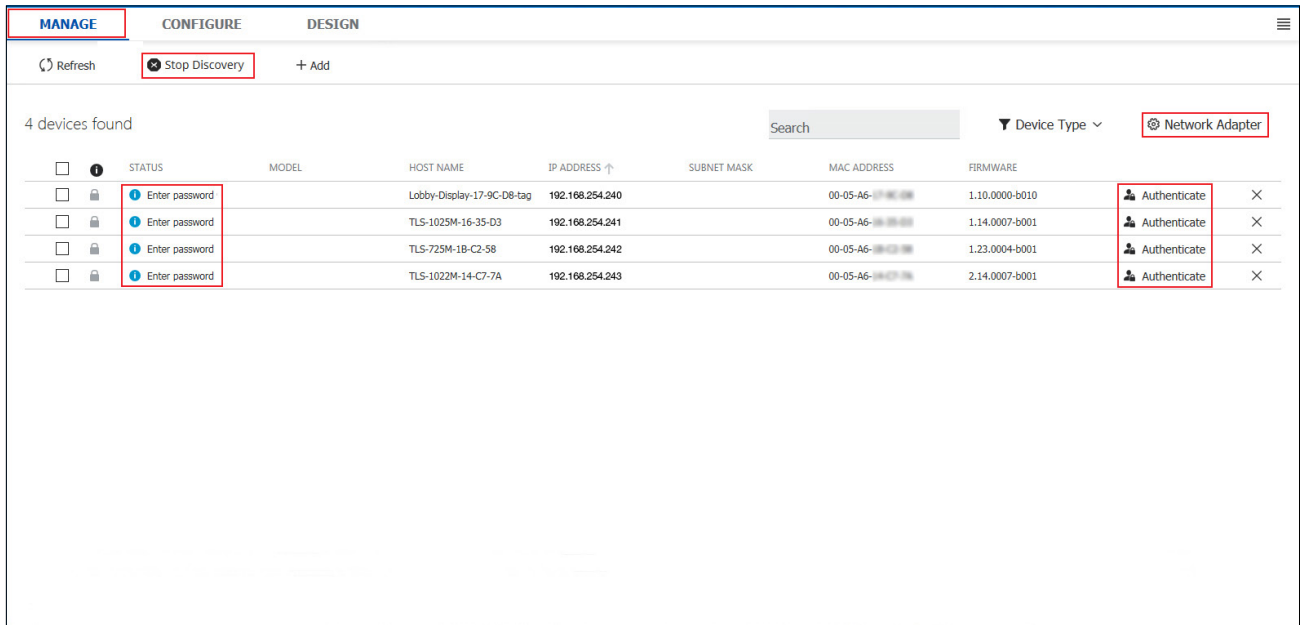 MANAGE CONFIGURE DESIGN
Refresh Stop Discovery + Add
4 devices found Search Device Type Network Adapter
STATUS MODEL HOST NAME IP ADDRESS SUBNET MASK MAC ADDRESS FIRMWARE
Enter password Lobby-Display-17-9C-D8-tag 192.168.254.240 00-05-A6- 1.10.0000-b010 Authenticate
Enter password TLS-1025M-16-35-D3 192.168.254.241 00-05-A6- 1.14.0007-b001 Authenticate
Enter password TLS-725M-1B-C2-58 192.168.254.242 00-05-A6- 1.23.0004-b001 Authenticate
Enter password TLS-1022M-14-C7-7A 192.168.254.243 00-05-A6- 2.14.0007-b001 Authenticate